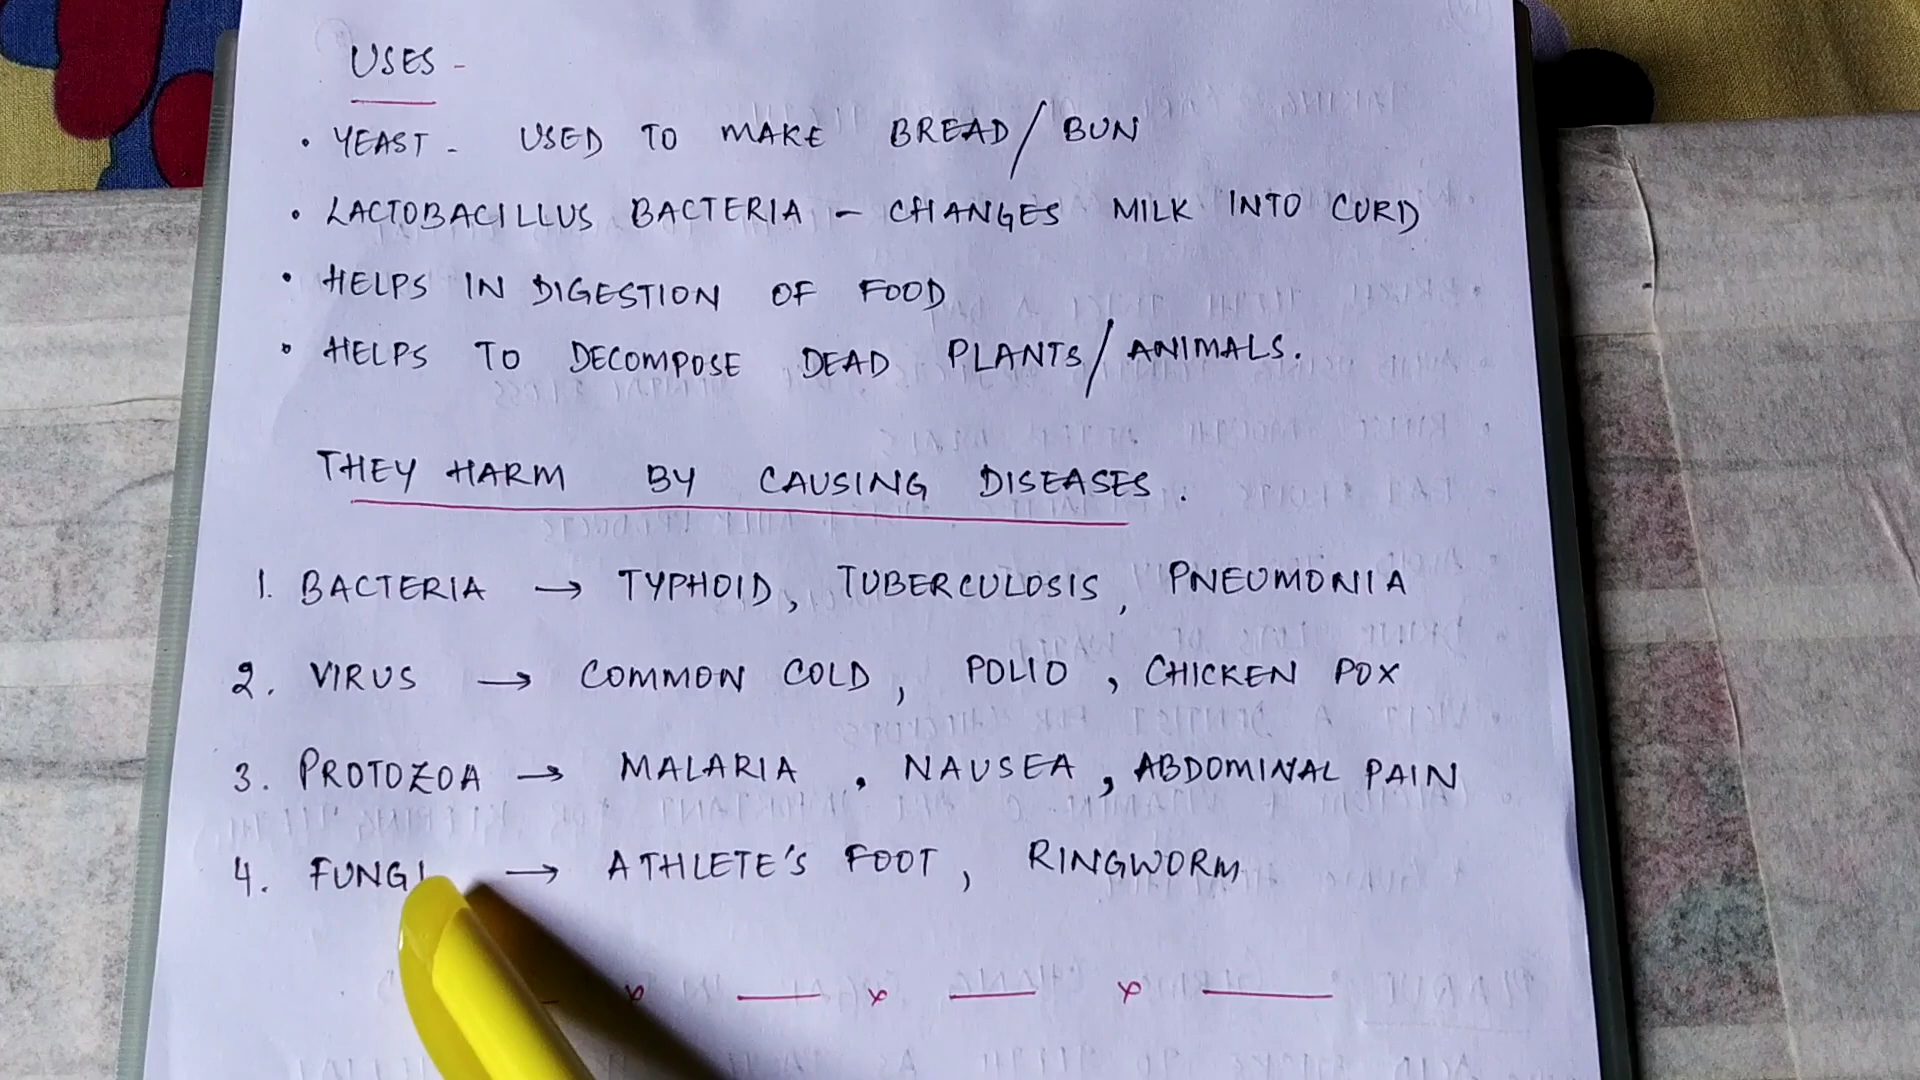 USES -
• YEAST - USED TO MAKE BREAD/BUN
• LACTOBACILLUS BACTERIA - CHANGES MILK INTO CURD
• HELPS IN DIGESTION OF FOOD
• HELPS TO DECOMPOSE DEAD PLANTS/ANIMALS.
THEY HARM BY CAUSING DISEASES.
1. BACTERIA → TYPHOID, TUBERCULOSIS, PNEUMONIA
2. VIRUS → COMMON COLD, POLIO, CHICKEN POX
3. PROTOZOA → MALARIA, NAUSEA, ABDOMINAL PAIN
4. FUNGI → ATHLETE'S FOOT, RINGWORM